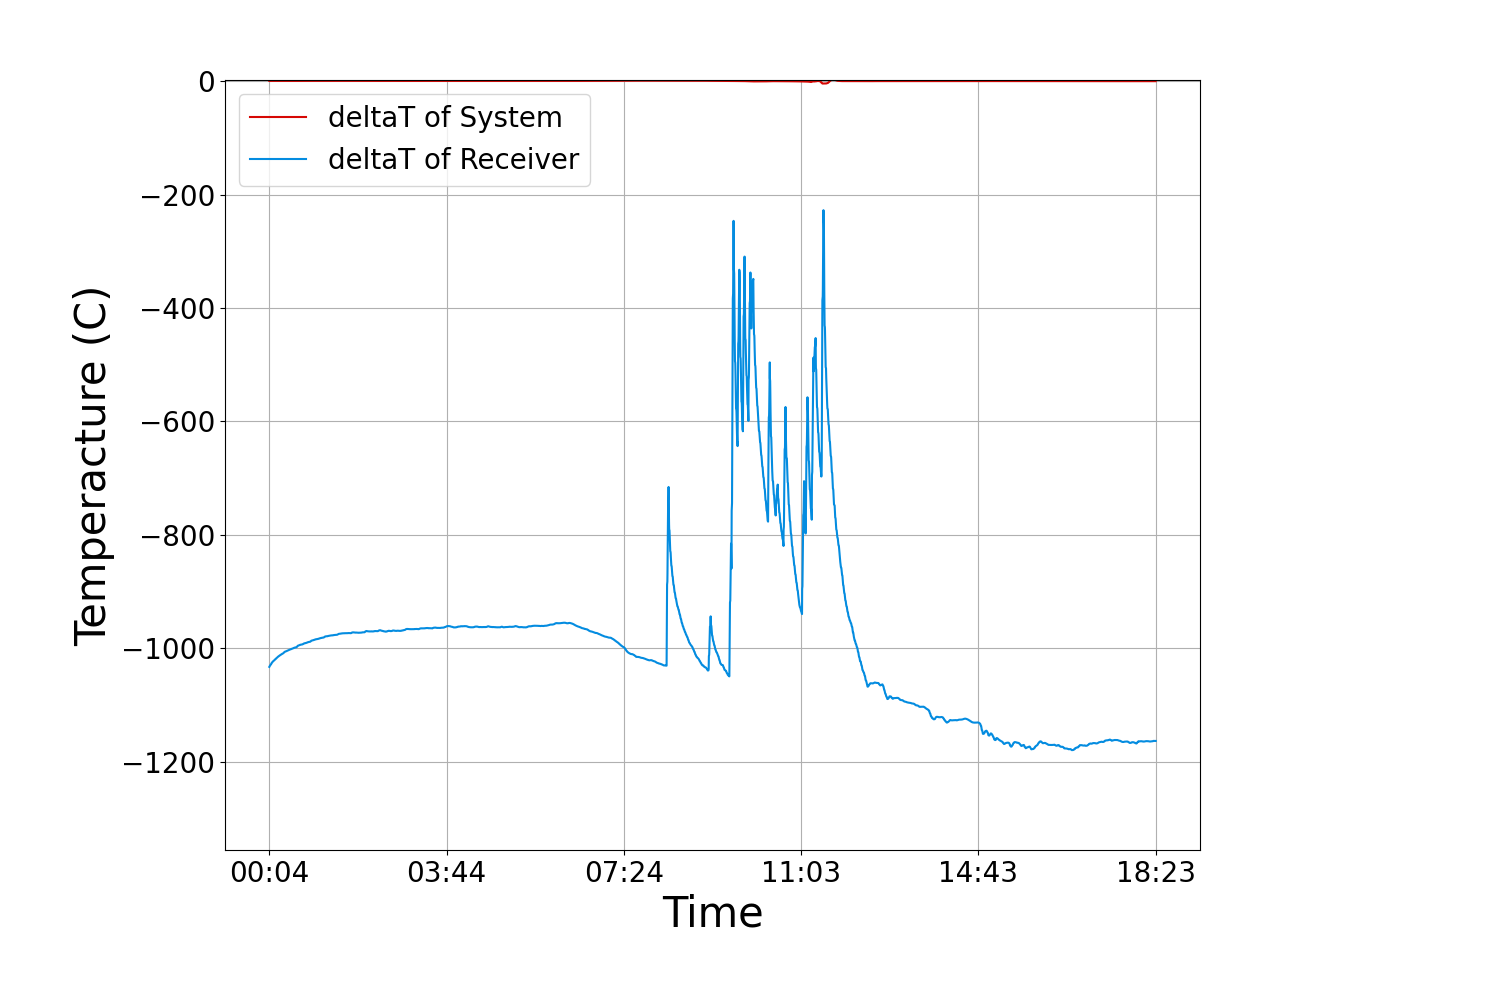 0
−200
−400
−600
−800
−1000
−1200
Temperacture (C)
deltaT of System
deltaT of Receiver
00:04 03:44 07:24 11:03 14:43 18:23
Time